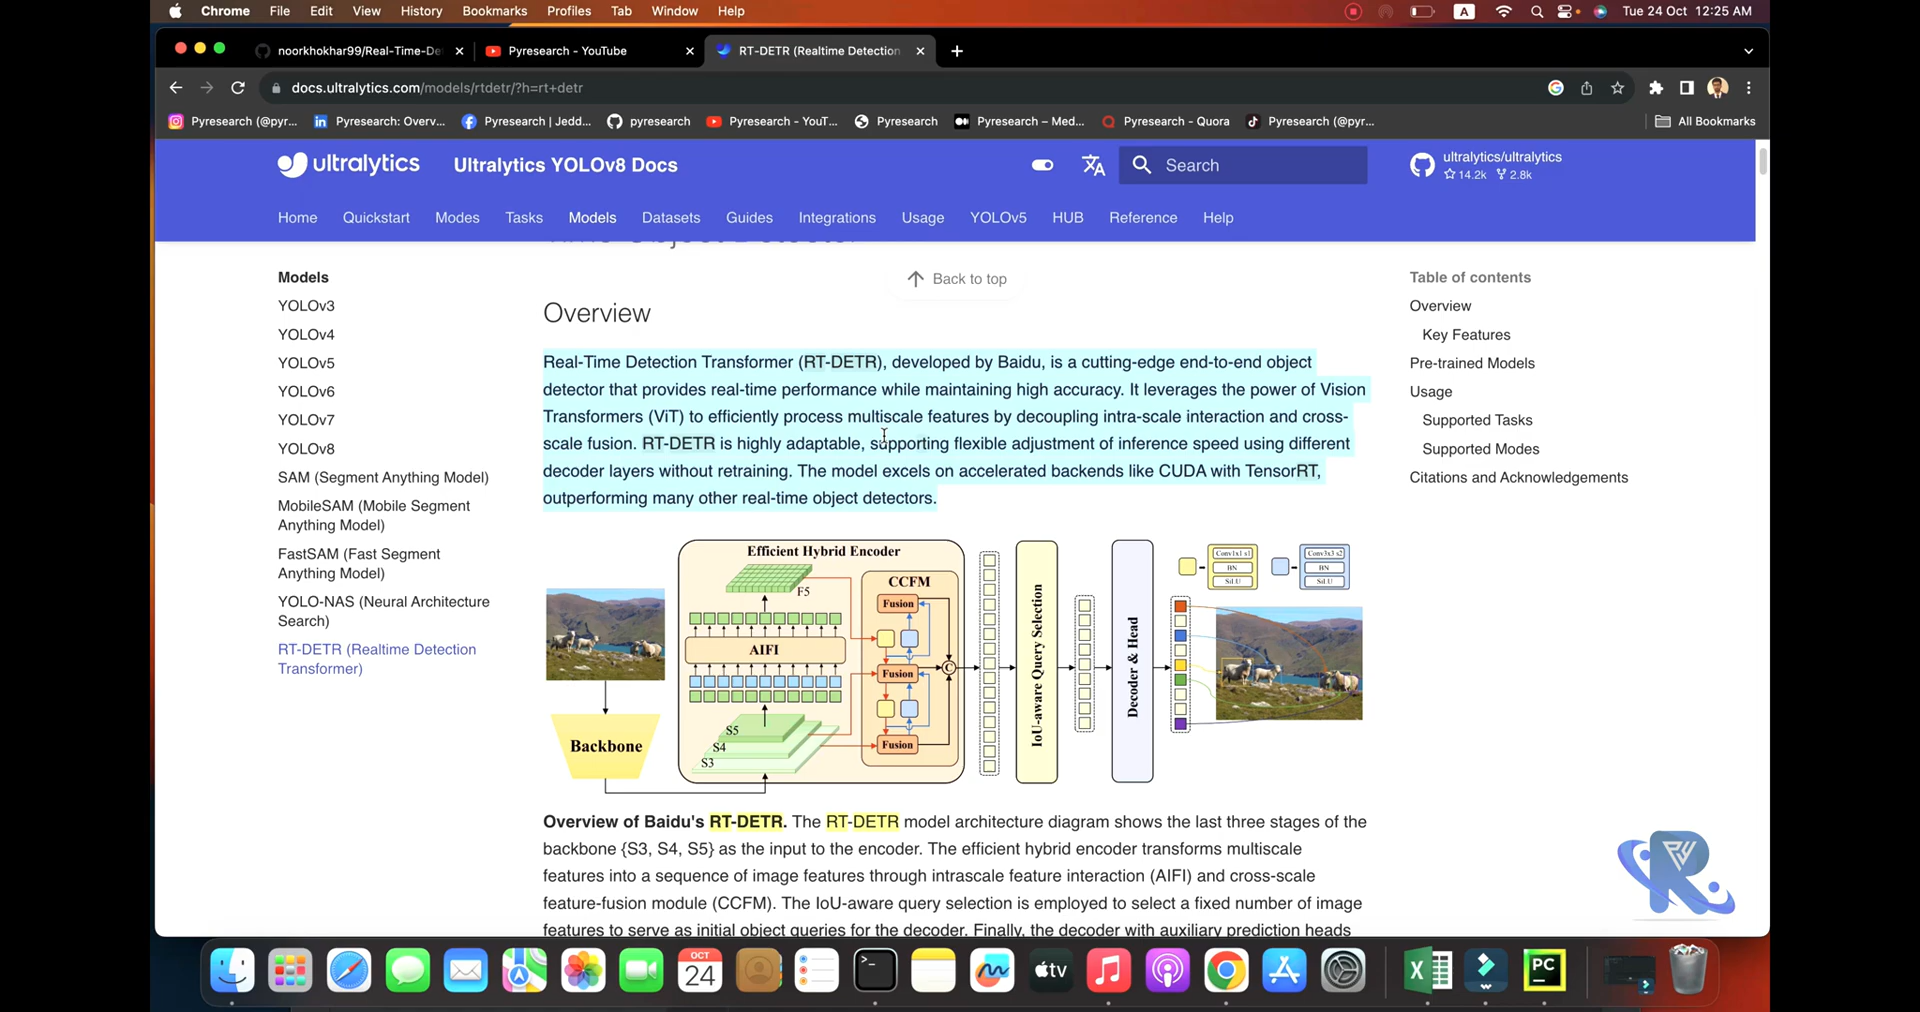 Chrome File Edit View History Bookmarks Profiles Tab Window Help A Tue 24 Oct 12:25 AM
noorkhokhar99/Real-Time-De Pyresearch - YouTube RT-DETR (Realtime Detection
docs.ultralytics.com/models/rtdetr/?h=rt+detr
Pyresearch (@pyr... Pyresearch: Overv... Pyresearch | Jedd... pyresearch Pyresearch - YouT... Pyresearch Pyresearch – Med... Pyresearch - Quora Pyresearch (@pyr... All Bookmarks
ultralytics Ultralytics YOLOv8 Docs Search ultralytics/ultralytics
14.2k 2.8k
Home Quickstart Modes Tasks Models Datasets Guides Integrations Usage YOLOv5 HUB Reference Help
Models
YOLOv3
YOLOv4
YOLOv5
YOLOv6
YOLOv7
YOLOv8
SAM (Segment Anything Model)
MobileSAM (Mobile Segment
Anything Model)
FastSAM (Fast Segment
Anything Model)
YOLO-NAS (Neural Architecture
Search)
RT-DETR (Realtime Detection
Transformer)
Back to top
Overview
Real-Time Detection Transformer (RT-DETR), developed by Baidu, is a cutting-edge end-to-end object
detector that provides real-time performance while maintaining high accuracy. It leverages the power of Vision
Transformers (ViT) to efficiently process multiscale features by decoupling intra-scale interaction and cross-
scale fusion. RT-DETR is highly adaptable, supporting flexible adjustment of inference speed using different
decoder layers without retraining. The model excels on accelerated backends like CUDA with TensorRT,
outperforming many other real-time object detectors.
Backbone
Efficient Hybrid Encoder
F5
AIFI
S5
S4
S3
CCFM
Fusion
Fusion
Fusion
C
IoU-aware Query Selection
Decoder & Head
Conv1x1 s1
BN
SiLU
Conv3x3 s2
BN
SiLU
Overview of Baidu's RT-DETR. The RT-DETR model architecture diagram shows the last three stages of the
backbone {S3, S4, S5} as the input to the encoder. The efficient hybrid encoder transforms multiscale
features into a sequence of image features through intrascale feature interaction (AIFI) and cross-scale
feature-fusion module (CCFM). The IoU-aware query selection is employed to select a fixed number of image
features to serve as initial object queries for the decoder. Finally, the decoder with auxiliary prediction heads
Table of contents
Overview
Key Features
Pre-trained Models
Usage
Supported Tasks
Supported Modes
Citations and Acknowledgements
OCT
24
tv
PC